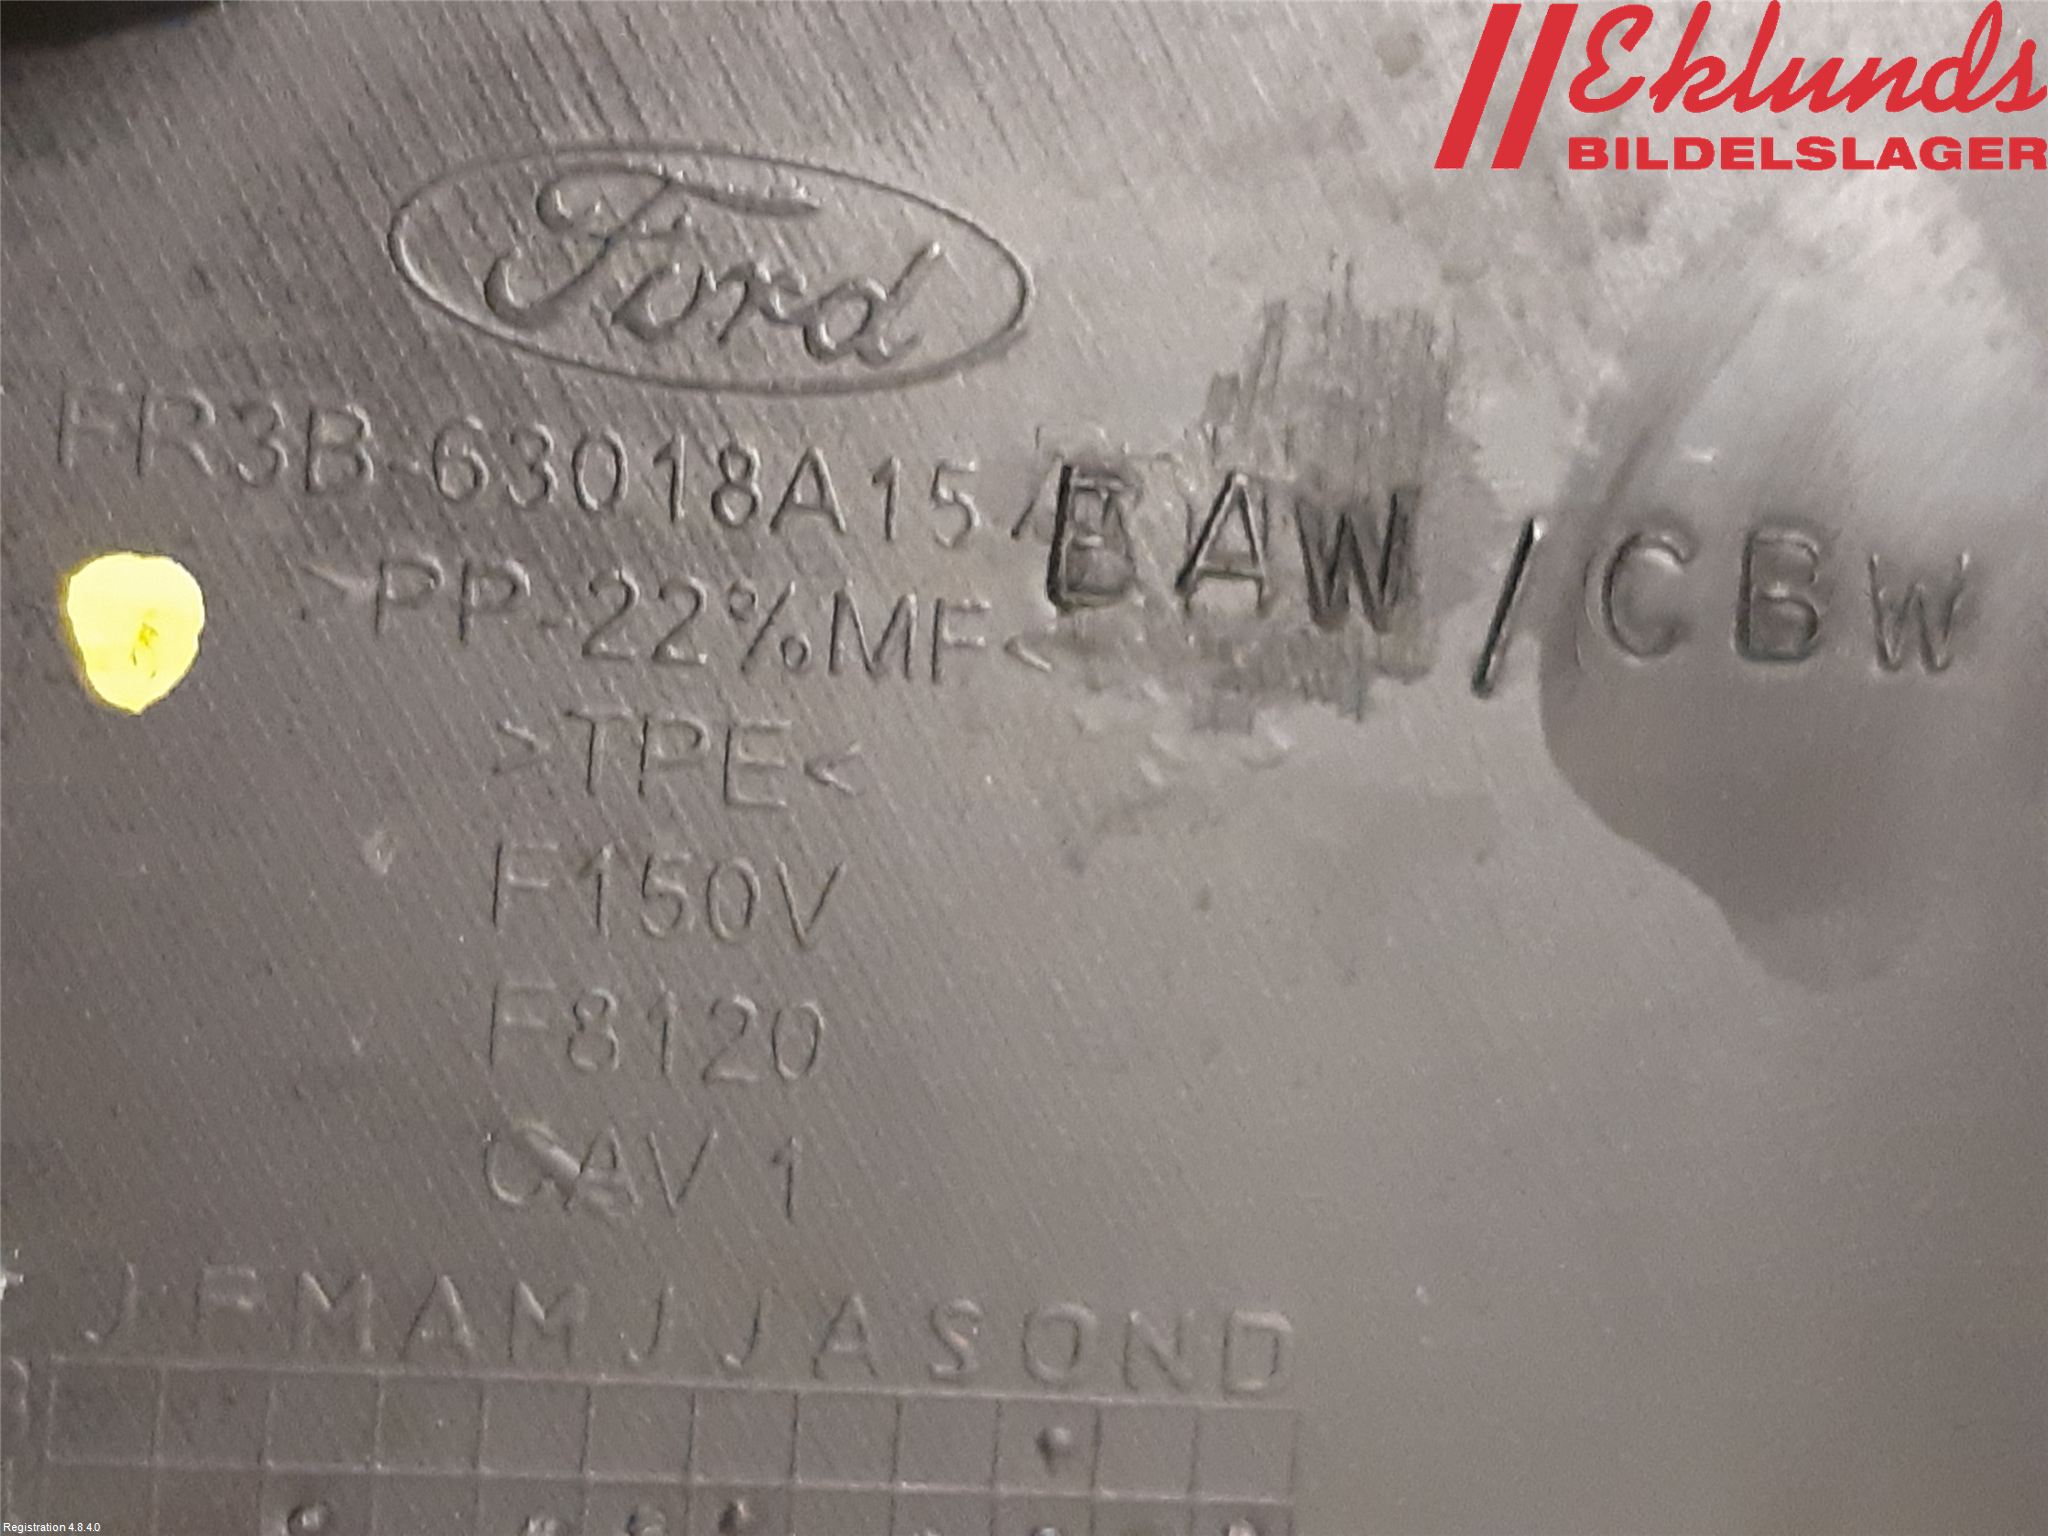 Eklunds
BILDELSLAGER
Ford
FR3B-63018A15 BAW/CBW
>PP-22%MF<
>TPE<
F150V
F8120
CAV 1
J F M A M J J A S O N D
Registration 4.8.4.0